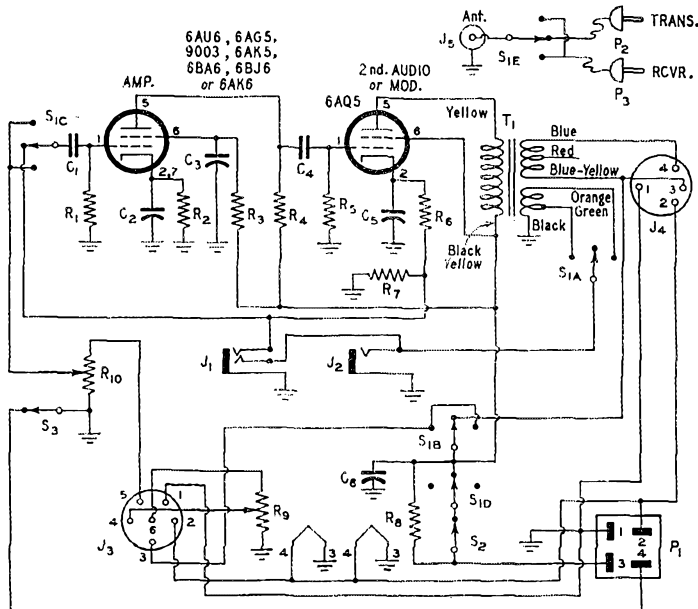 6AU6, 6AG5,
9003, 6AK5,
6BA6, 6BJ6
or 6AK6
AMP.
2nd. AUDIO
or MOD.
6AQ5
Ant.
J5
S1E
TRANS.
P2
RCVR.
P3
S1C
C1
1
5
6
2,7
R1
C2
R2
C3
R3
R4
C4
1
5
6
2
R5
C5
R6
R7
Yellow
T1
Black
Yellow
Blue
Red
Blue-Yellow
Orange
Green
Black
S1A
4
1
3
2
J4
J1
J2
R10
S3
S1B
C6
S1D
R8
S2
5
1
4
6
2
3
J3
R9
4
3
4
3
1
2
3
4
P1